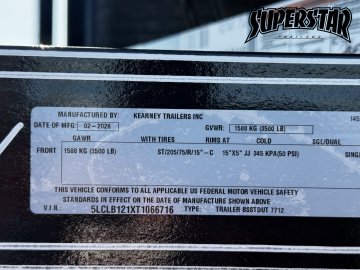 SUPERSTAR
TRAILERS
145
MANUFACTURED BY: KEARNEY TRAILERS INC
DATE OF MFG: 02-2026 GVWR: 1588 KG (3500 LB)
GAWR WITH TIRES RIMS AT COLD SGL/DUAL
FRONT 1588 KG (3500 LB) ST/205/75/R/15"-C 15"X5" JJ 345 KPA(50 PSI)
THIS VEHICLE CONFORMS TO ALL APPLICABLE US FEDERAL MOTOR VEHICLE SAFETY
STANDARDS IN EFFECT ON THE DATE OF MANUFACTURE SHOWN ABOVE
V.I.N.: 5LCLB121XT1066716 TYPE: TRAILER BSSTDUT 7712